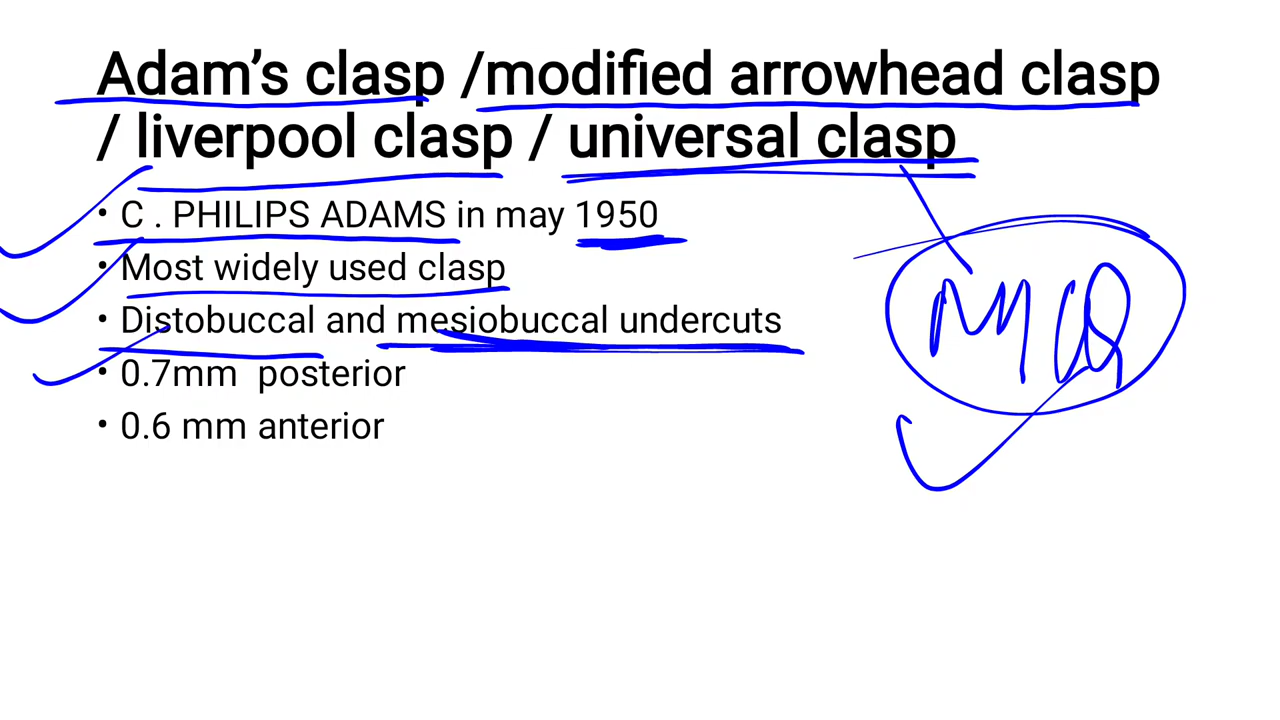 Adam’s clasp /modified arrowhead clasp
/ liverpool clasp / universal clasp
• C . PHILIPS ADAMS in may 1950
• Most widely used clasp
• Distobuccal and mesiobuccal undercuts
• 0.7mm  posterior
• 0.6 mm anterior